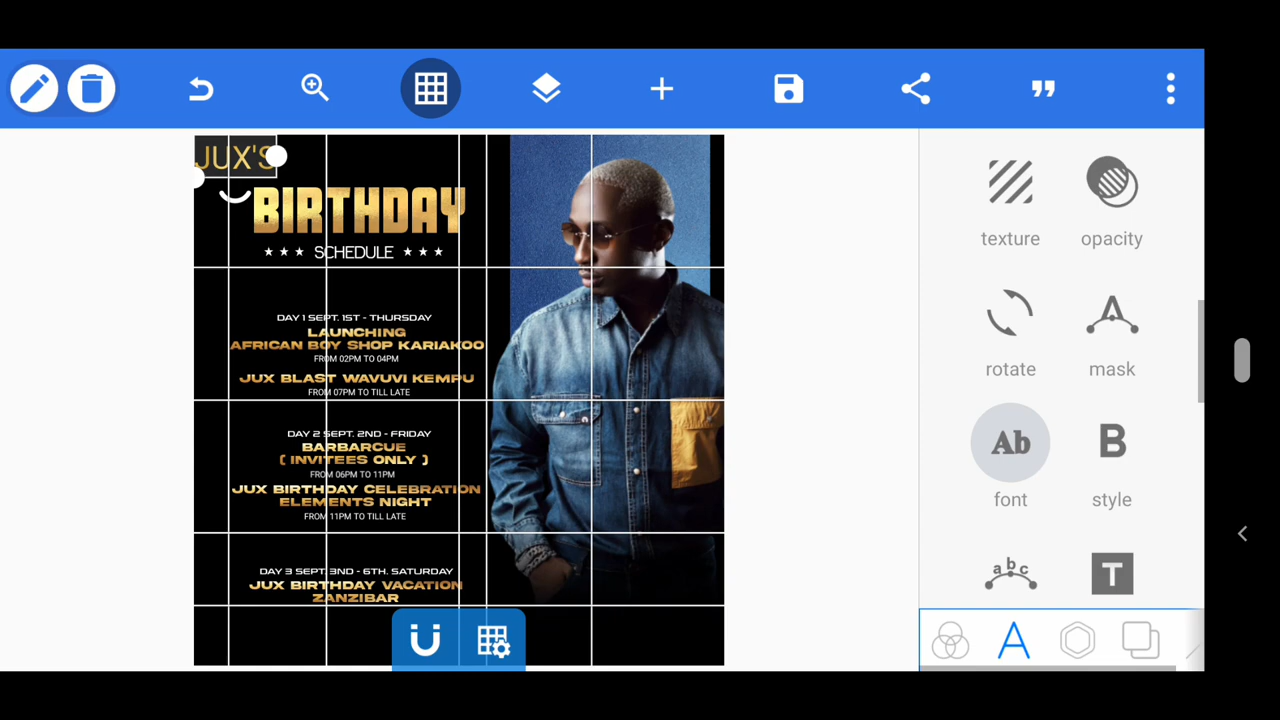 JUX'S
BIRTHDAY
SCHEDULE
DAY 1 SEPT. 1ST - THURSDAY
LAUNCHING
AFRICAN BOY SHOP KARIAKOO
FROM 02PM TO 04PM
JUX BLAST WAVUVI KEMPU
FROM 07PM TO TILL LATE
DAY 2 SEPT. 2ND - FRIDAY
BARBARCUE
( INVITEES ONLY )
FROM 06PM TO 11PM
JUX BIRTHDAY CELEBRATION
ELEMENTS NIGHT
FROM 11PM TO TILL LATE
DAY 3 SEPT. 3ND - 6TH. SATURDAY
JUX BIRTHDAY VACATION
ZANZIBAR
texture opacity
rotate mask
Ab B
font style
abc T
A